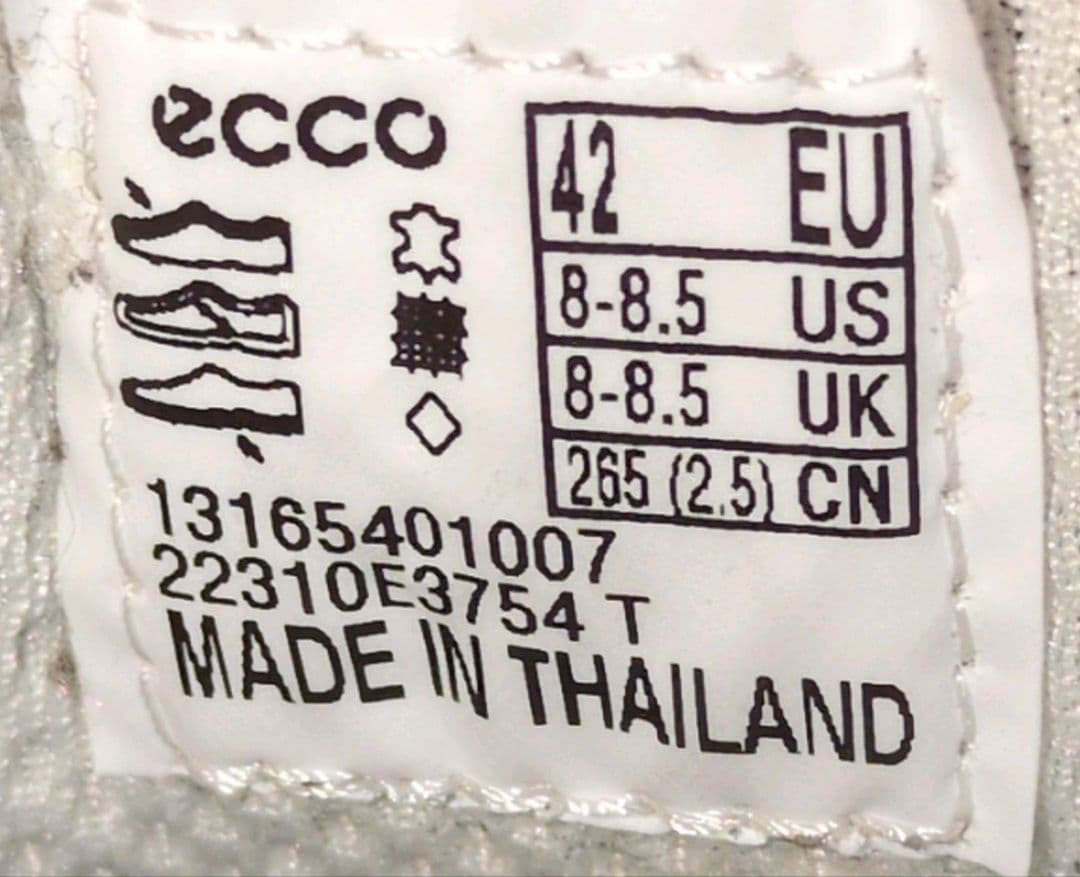 ecco
42 EU
8-8.5 US
8-8.5 UK
265 (2.5) CN
13165401007
22310E3754 T
MADE IN THAILAND